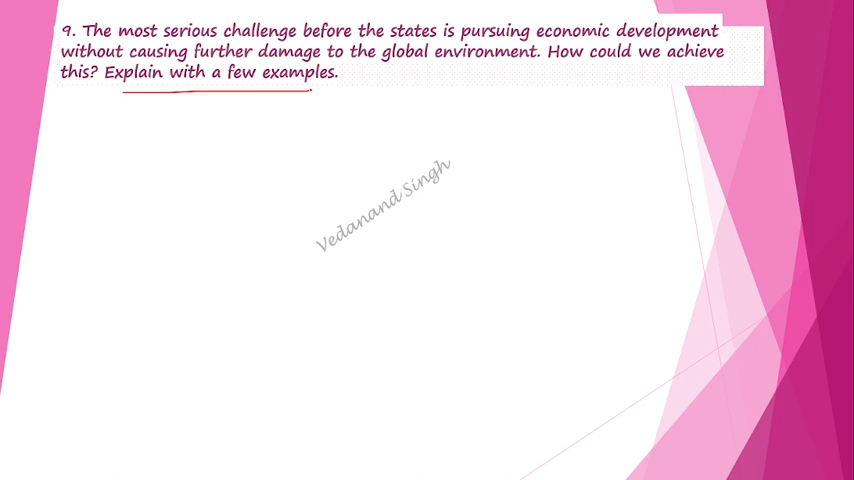 9. The most serious challenge before the states is pursuing economic development
without causing further damage to the global environment. How could we achieve
this? Explain with a few examples.
Vedanand Singh